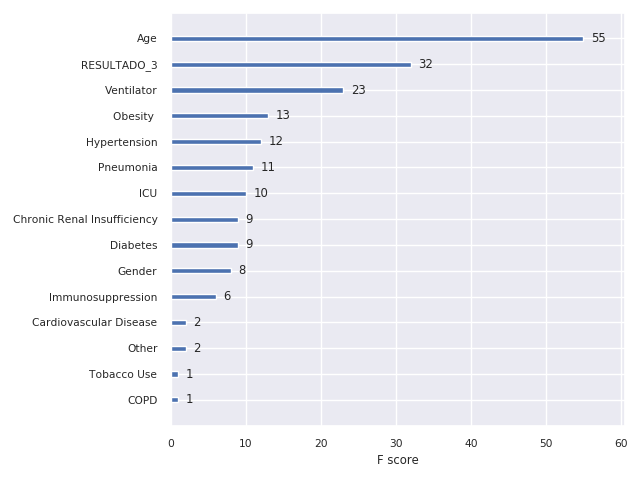 Age 55
RESULTADO_3 32
Ventilator 23
Obesity 13
Hypertension 12
Pneumonia 11
ICU 10
Chronic Renal Insufficiency 9
Diabetes 9
Gender 8
Immunosuppression 6
Cardiovascular Disease 2
Other 2
Tobacco Use 1
COPD 1
0 10 20 30 40 50 60
F score